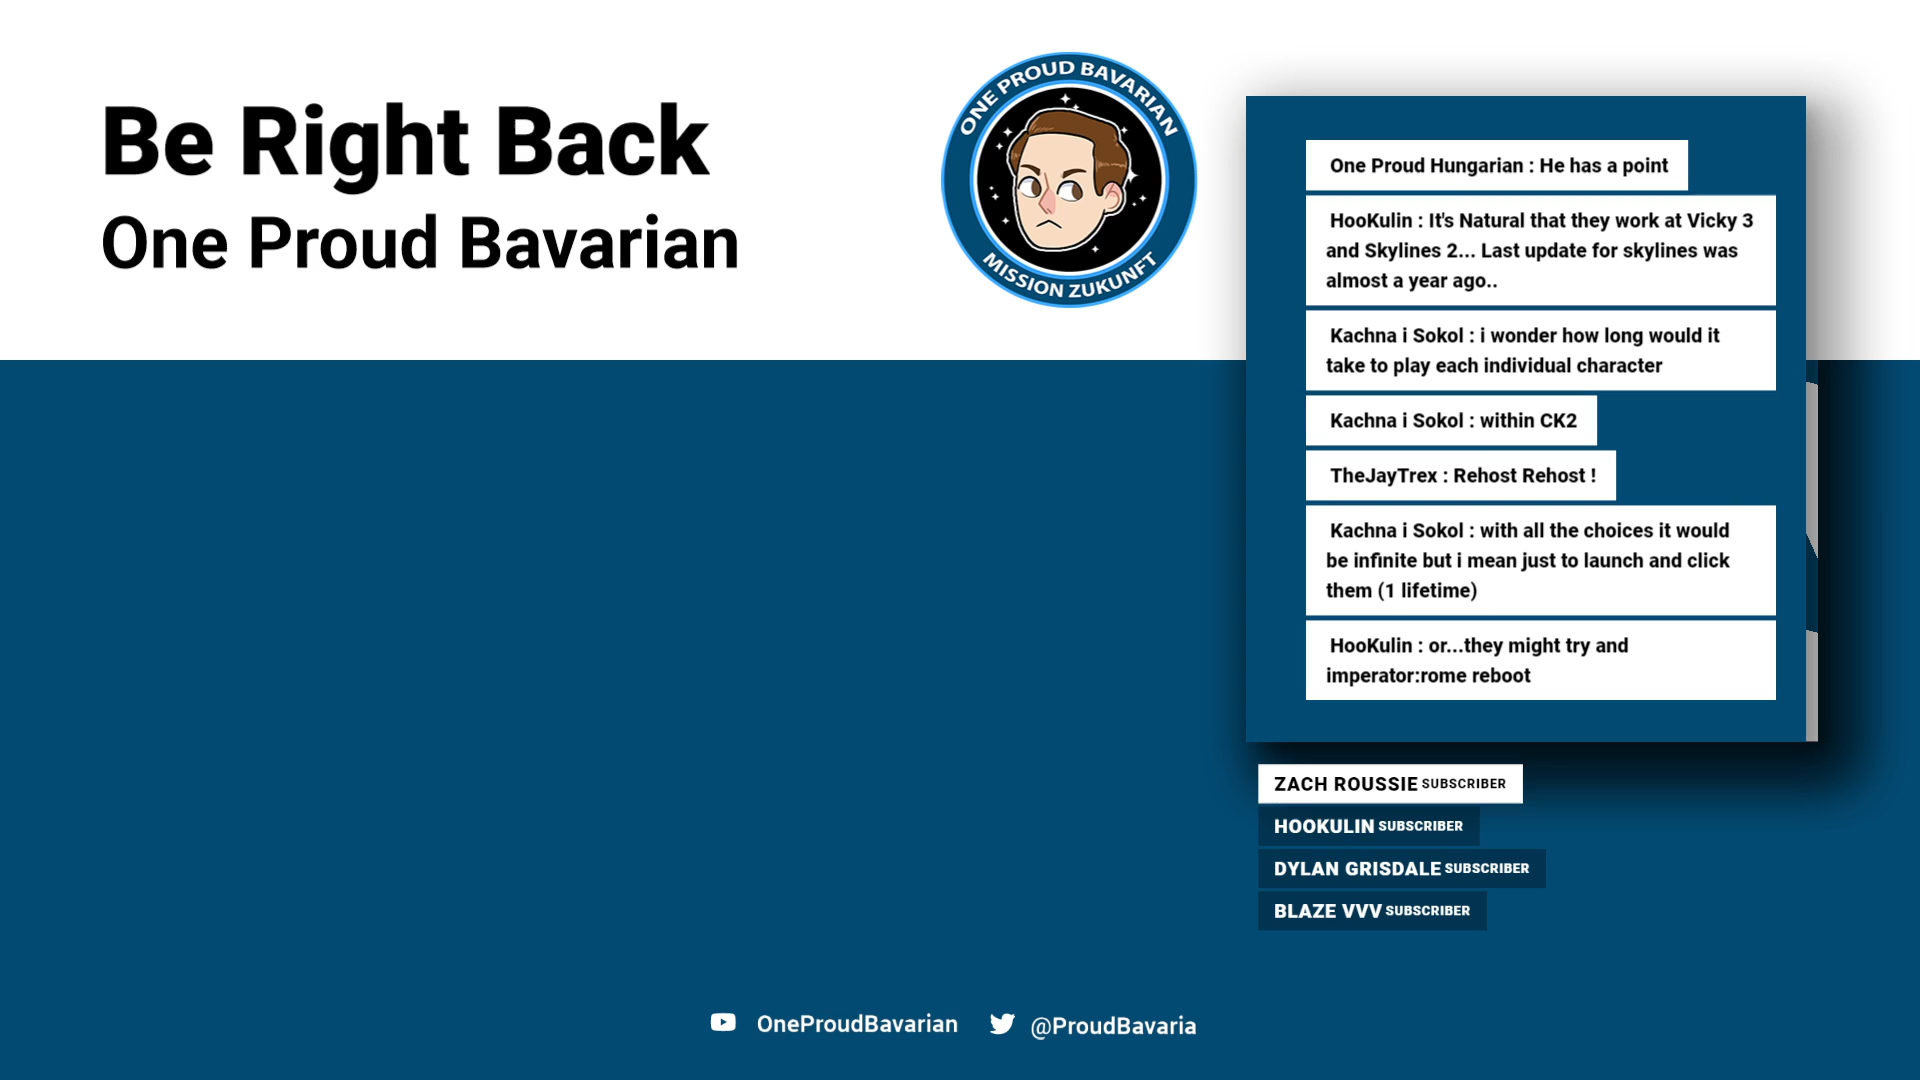 Be Right Back
One Proud Bavarian
ONE PROUD BAVARIAN
MISSION ZUKUNFT
One Proud Hungarian : He has a point
HooKulin : It's Natural that they work at Vicky 3
and Skylines 2... Last update for skylines was
almost a year ago..
Kachna i Sokol : i wonder how long would it
take to play each individual character
Kachna i Sokol : within CK2
TheJayTrex : Rehost Rehost !
Kachna i Sokol : with all the choices it would
be infinite but i mean just to launch and click
them (1 lifetime)
HooKulin : or...they might try and
imperator:rome reboot
ZACH ROUSSIE SUBSCRIBER
HOOKULIN SUBSCRIBER
DYLAN GRISDALE SUBSCRIBER
BLAZE VVV SUBSCRIBER
OneProudBavarian @ProudBavaria